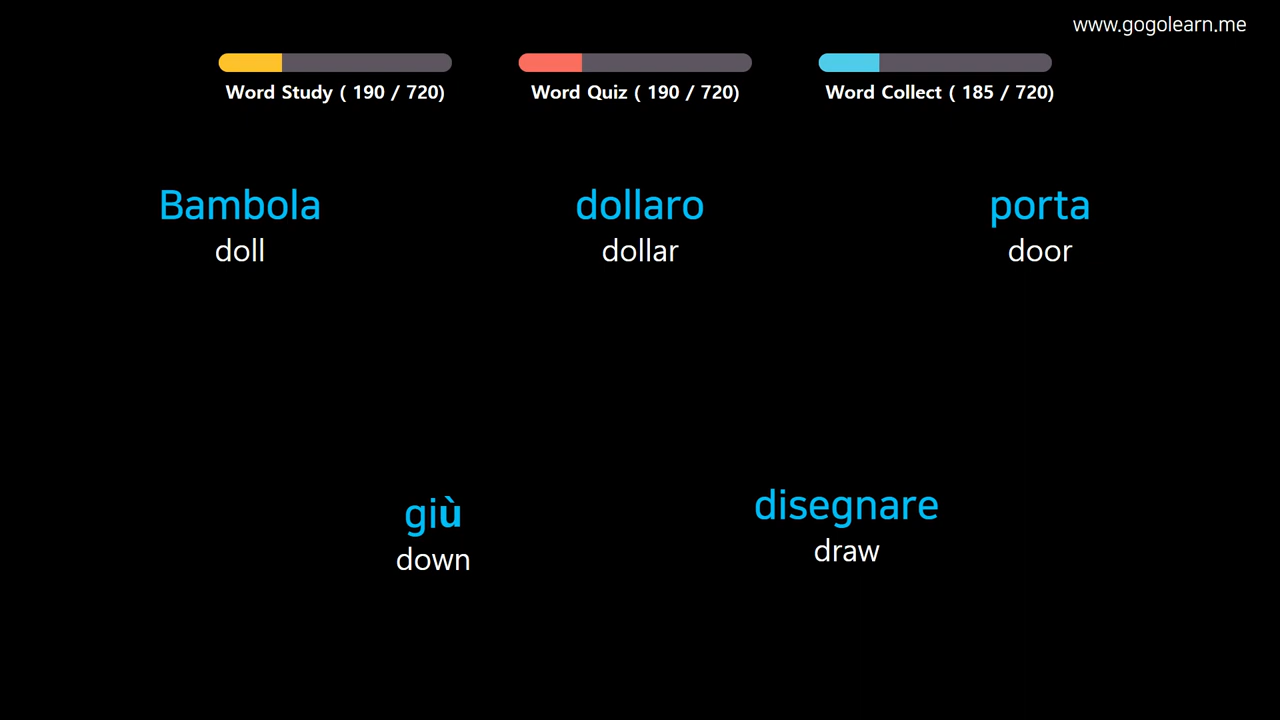 www.gogolearn.me
Word Study ( 190 / 720)
Word Quiz ( 190 / 720)
Word Collect ( 185 / 720)
Bambola
doll
dollaro
dollar
porta
door
giù
down
disegnare
draw